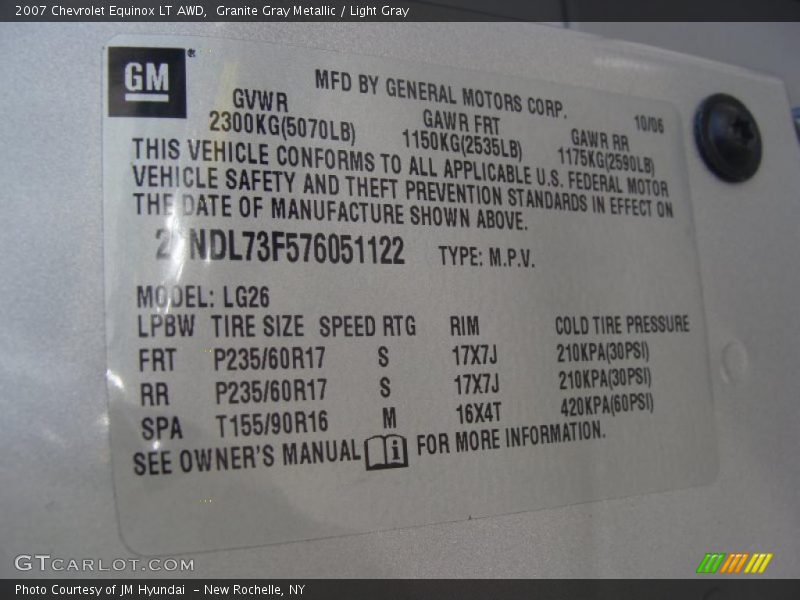 2007 Chevrolet Equinox LT AWD, Granite Gray Metallic / Light Gray
GM
MFD BY GENERAL MOTORS CORP.
GVWR GAWR FRT GAWR RR 10/06
2300KG(5070LB) 1150KG(2535LB) 1175KG(2590LB)
THIS VEHICLE CONFORMS TO ALL APPLICABLE U.S. FEDERAL MOTOR
VEHICLE SAFETY AND THEFT PREVENTION STANDARDS IN EFFECT ON
THE DATE OF MANUFACTURE SHOWN ABOVE.
NDL73F576051122 TYPE: M.P.V.
MODEL: LG26
LPBW TIRE SIZE SPEED RTG RIM COLD TIRE PRESSURE
FRT P235/60R17 S 17X7J 210KPA(30PSI)
RR P235/60R17 S 17X7J 210KPA(30PSI)
SPA T155/90R16 M 16X4T 420KPA(60PSI)
SEE OWNER'S MANUAL i FOR MORE INFORMATION.
GTCARLOT.COM
Photo Courtesy of JM Hyundai - New Rochelle, NY